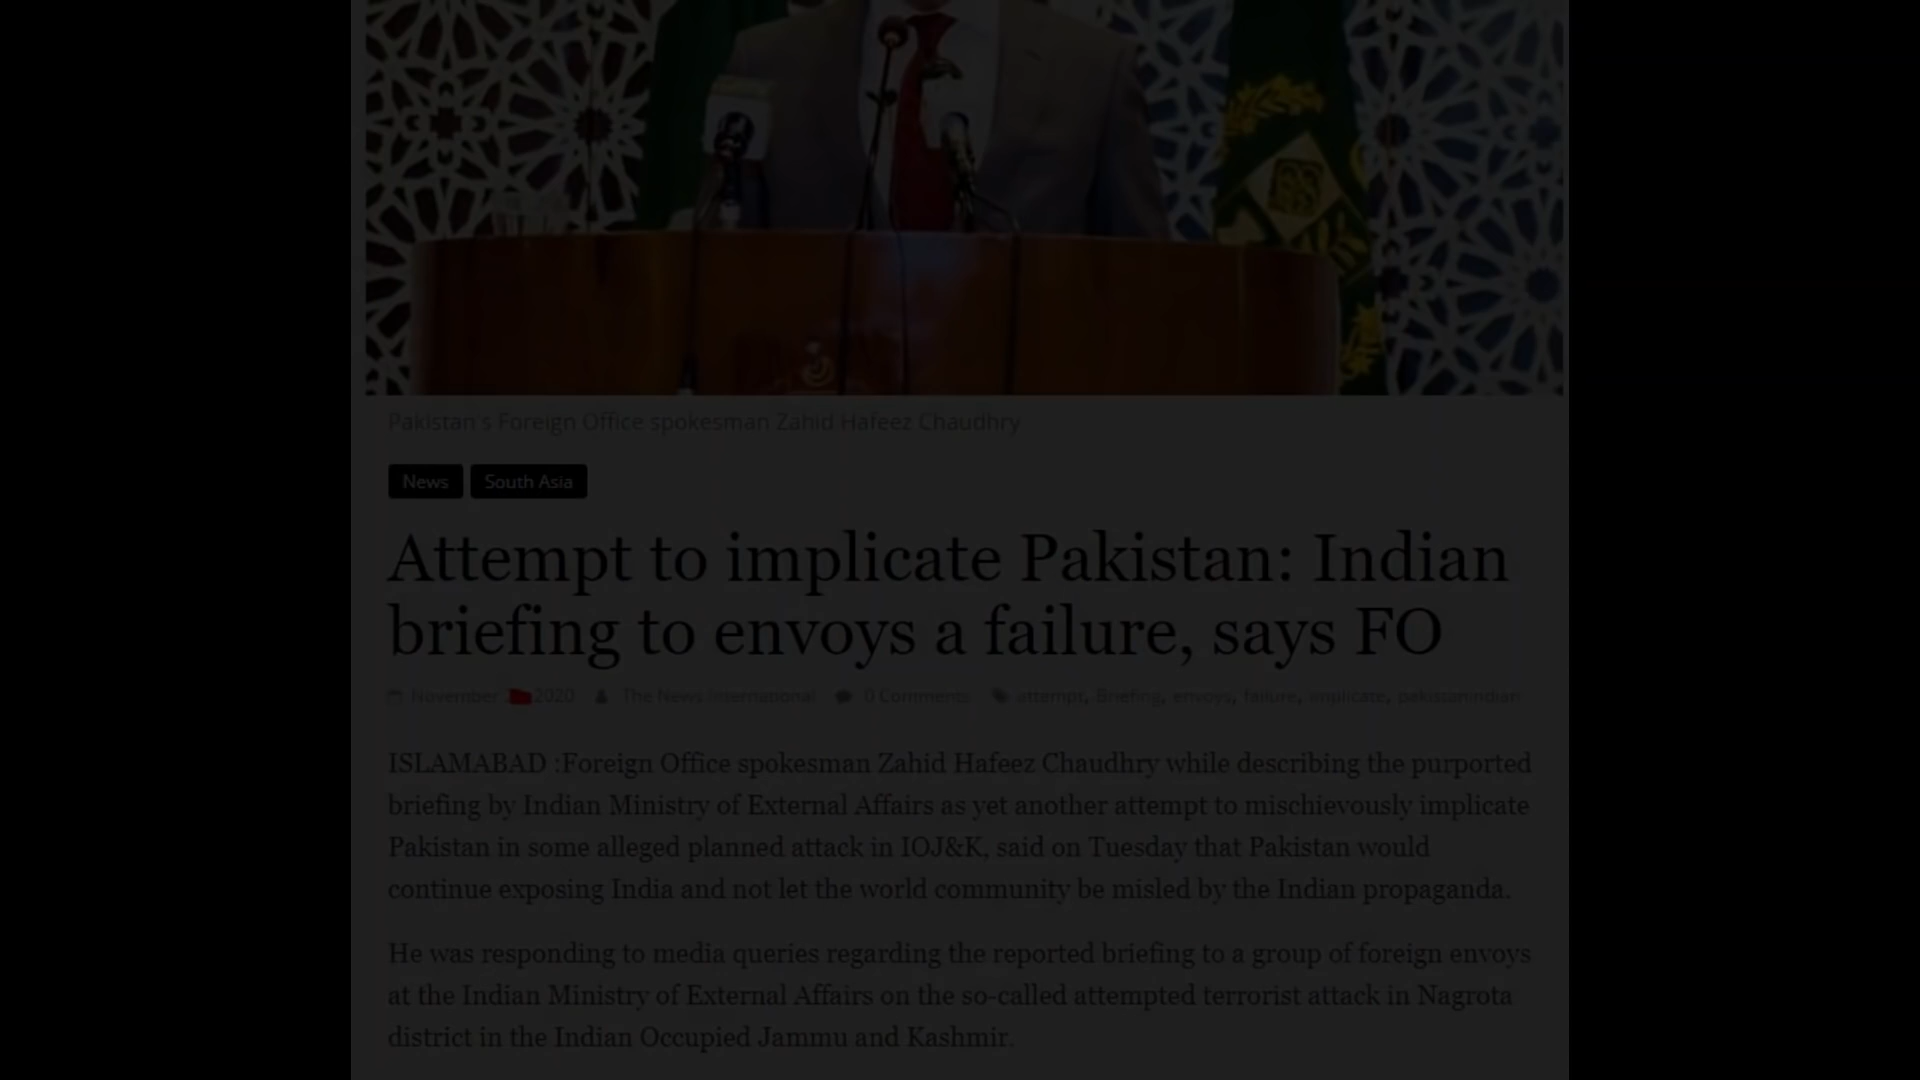 Pakistan s Foreign Office spokesman Zahid Hafeez Chaudhry
News South Asia
Attempt to implicate Pakistan: Indian
briefing to envoys a failure, says FO
November 2020 The News International 0 Comments attempt, Briefing, envoys, failure, implicate, pakistanindian
ISLAMABAD :Foreign Office spokesman Zahid Hafeez Chaudhry while describing the purported
briefing by Indian Ministry of External Affairs as yet another attempt to mischievously implicate
Pakistan in some alleged planned attack in IOJ&K, said on Tuesday that Pakistan would
continue exposing India and not let the world community be misled by the Indian propaganda.
He was responding to media queries regarding the reported briefing to a group of foreign envoys
at the Indian Ministry of External Affairs on the so-called attempted terrorist attack in Nagrota
district in the Indian Occupied Jammu and Kashmir.